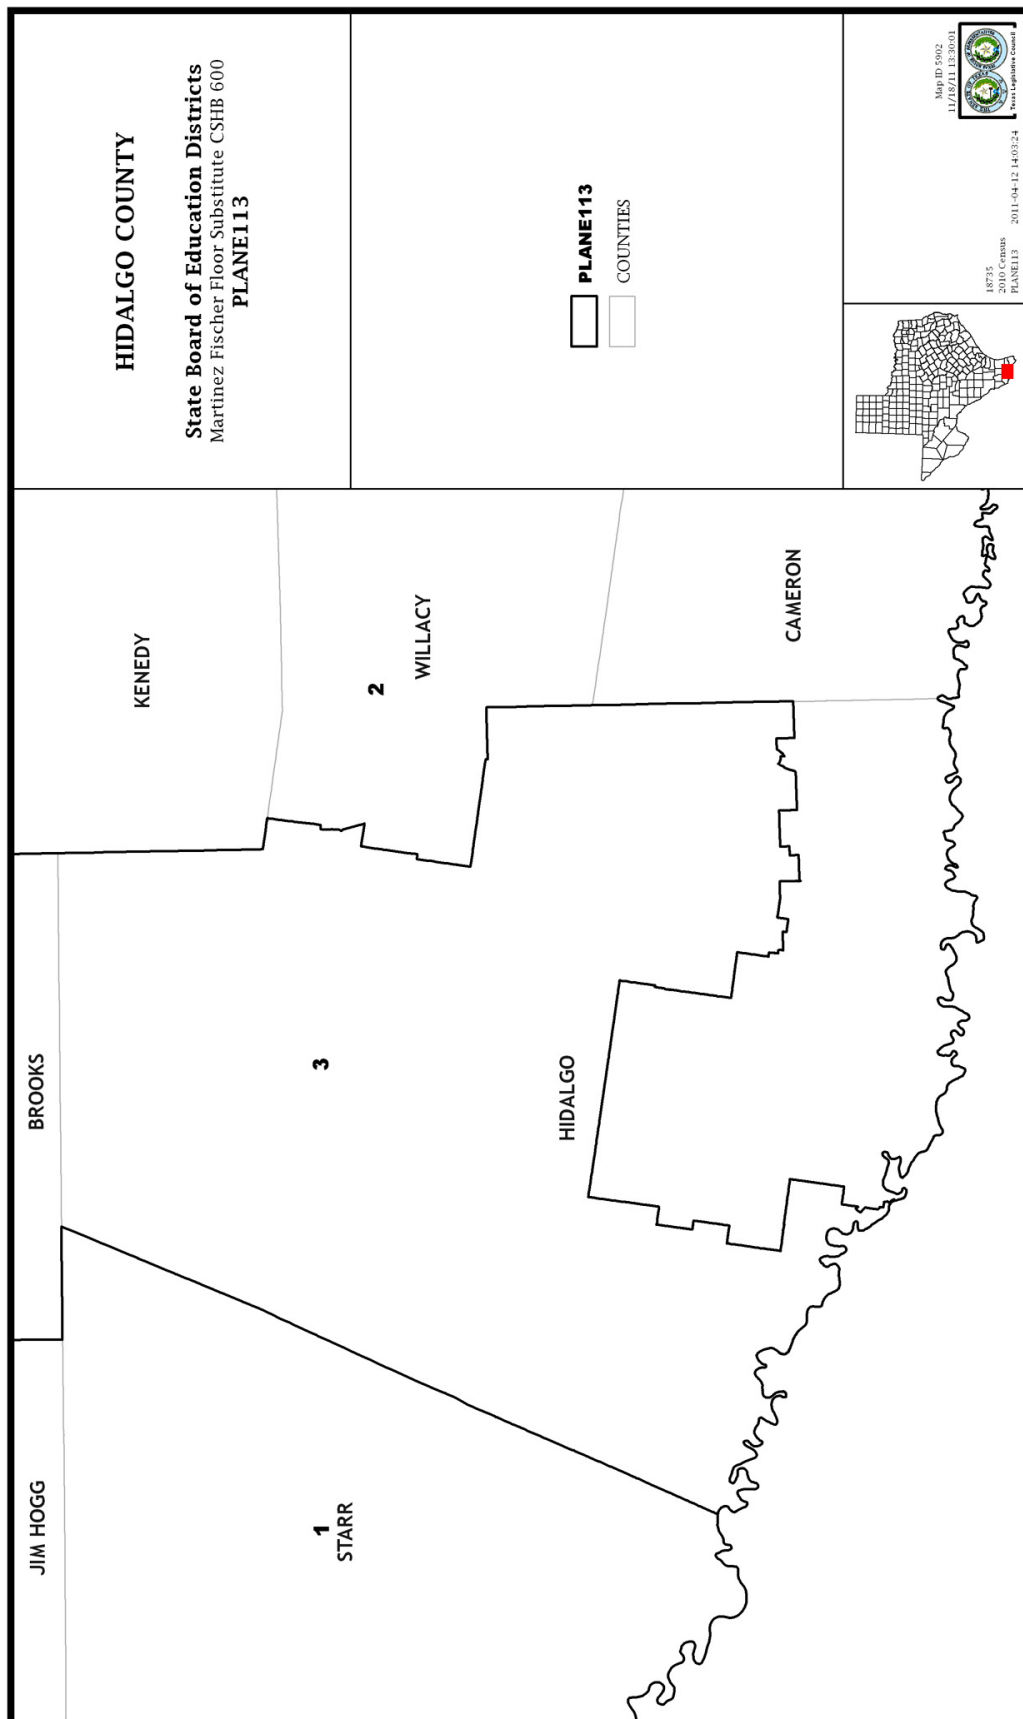 HIDALGO COUNTY
State Board of Education Districts
Martinez Fischer Floor Substitute CSHB 600
PLANE113
PLANE113
COUNTIES
JIM HOGG
BROOKS
KENEDY
1
STARR
3
2
WILLACY
HIDALGO
CAMERON
18735
2010 Census
PLANE113
2011-04-12 14:03:24
Map ID 5902
11/18/11 13:30:01
Texas Legislative Council